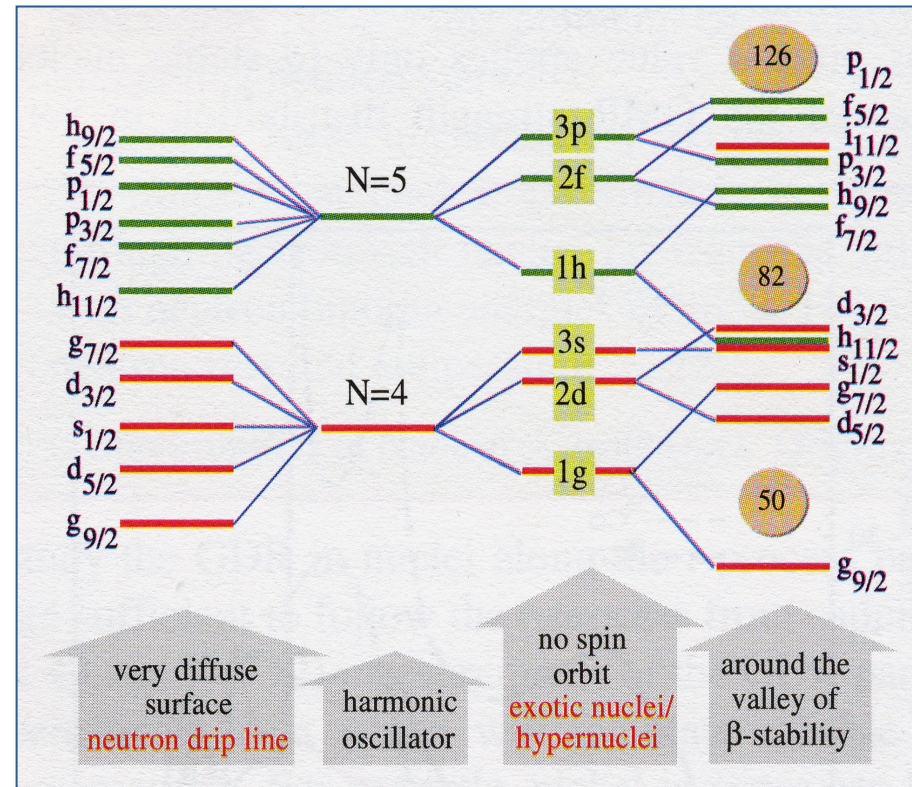 h9/2
f5/2
p1/2
p3/2
f7/2
h11/2
g7/2
d3/2
s1/2
d5/2
g9/2
N=5
N=4
3p
2f
1h
3s
2d
1g
126
p1/2
f5/2
i11/2
p3/2
h9/2
f7/2
82
d3/2
h11/2
s1/2
g7/2
d5/2
50
g9/2
very diffuse
surface
neutron drip line
harmonic
oscillator
no spin
orbit
exotic nuclei/
hypernuclei
around the
valley of
β-stability